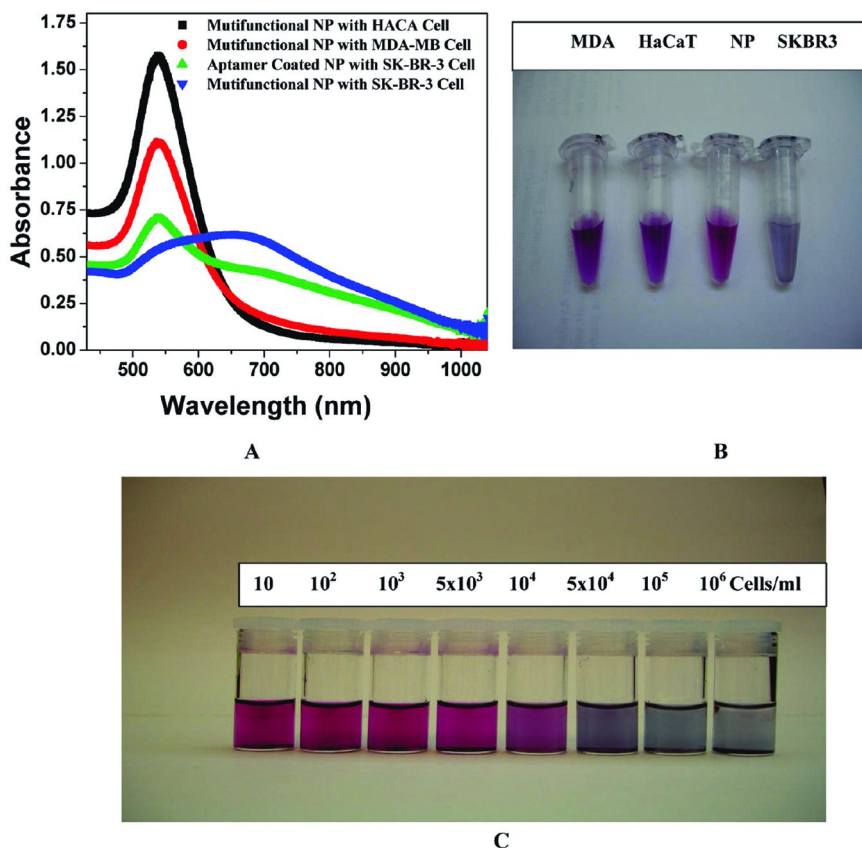 Mutifunctional NP with HACA Cell
Mutifunctional NP with MDA-MB Cell
Aptamer Coated NP with SK-BR-3 Cell
Mutifunctional NP with SK-BR-3 Cell
1.75
1.50
1.25
1.00
0.75
0.50
0.25
0.00
Absorbance
500 600 700 800 900 1000
Wavelength (nm)
A
MDA HaCaT NP SKBR3
B
10 10² 10³ 5x10³ 10⁴ 5x10⁴ 10⁵ 10⁶ Cells/ml
C